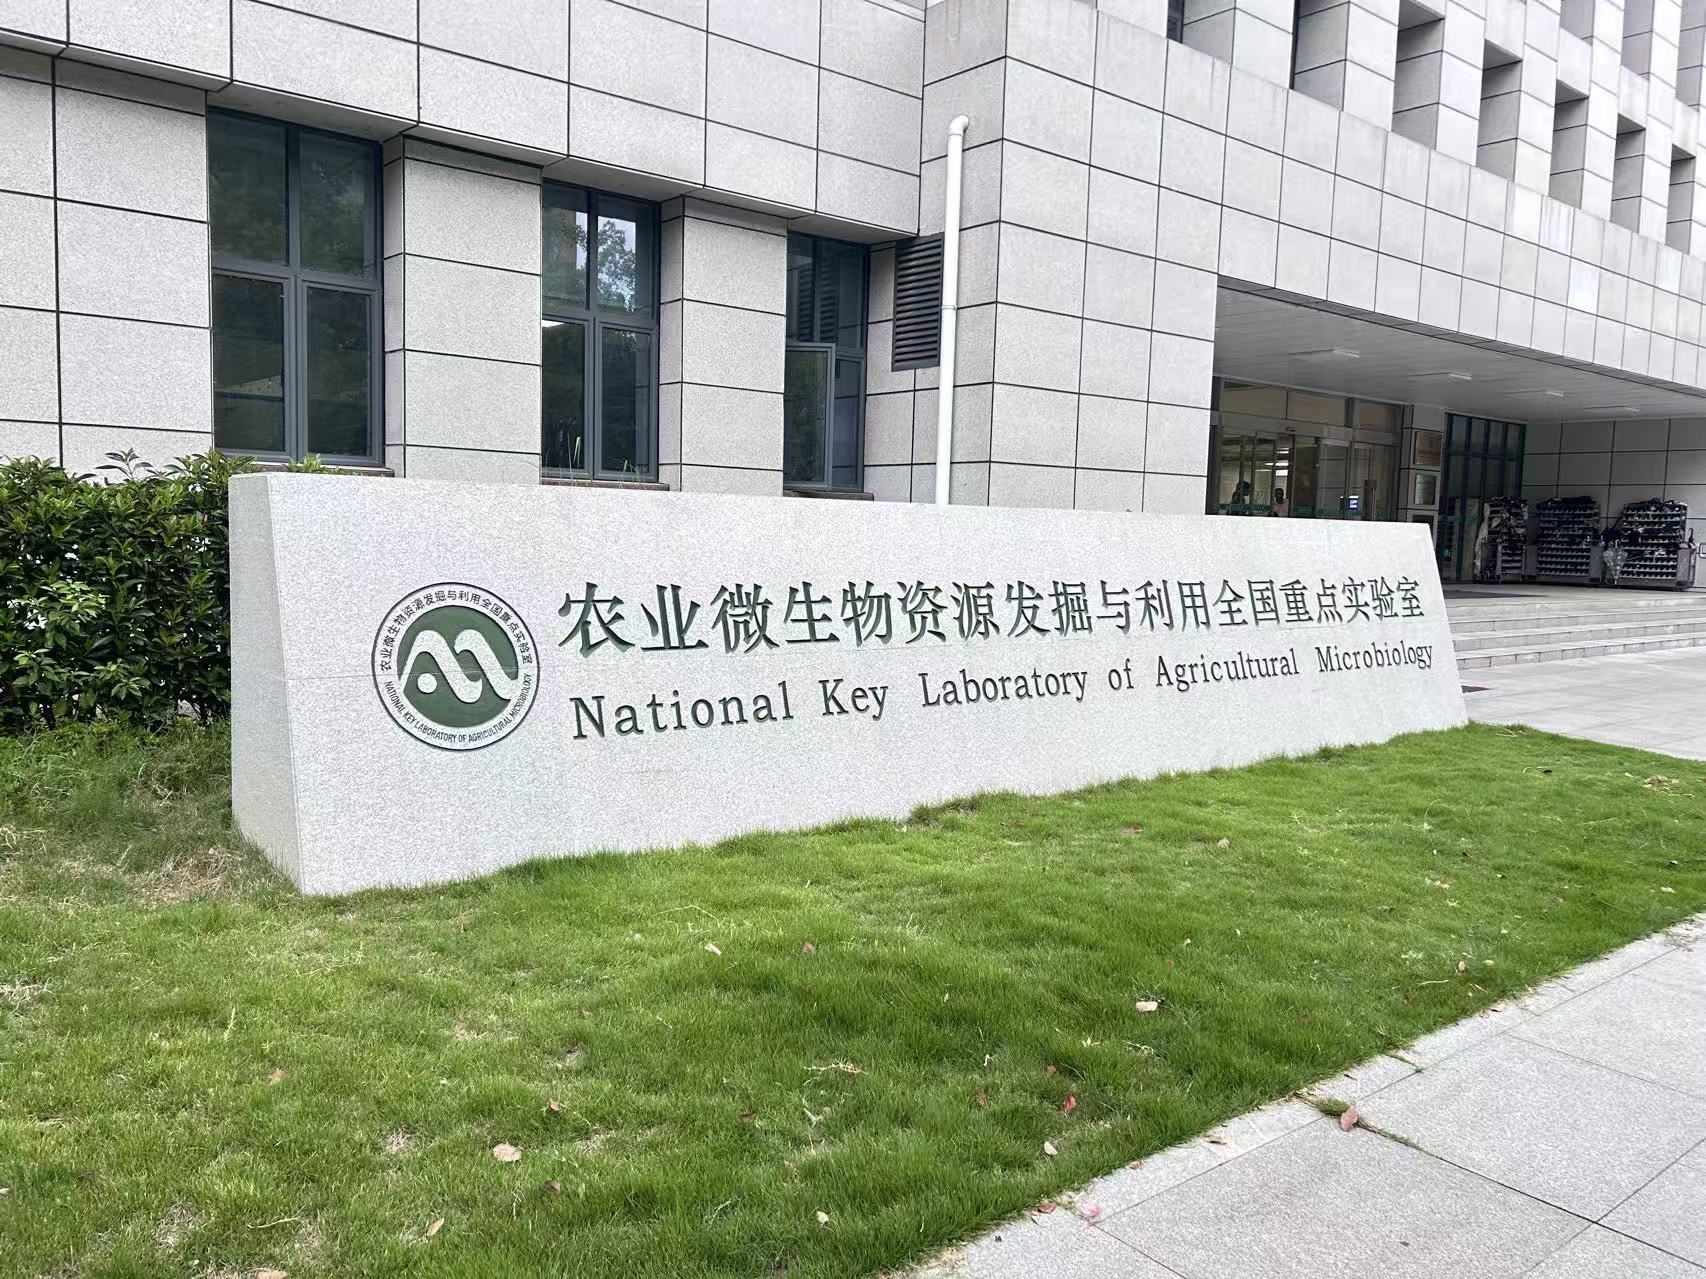 农业微生物资源发掘与利用全国重点实验室
National Key Laboratory of Agricultural Microbiology
农业微生物资源发掘与利用全国重点实验室
NATIONAL KEY LABORATORY OF AGRICULTURAL MICROBIOLOGY